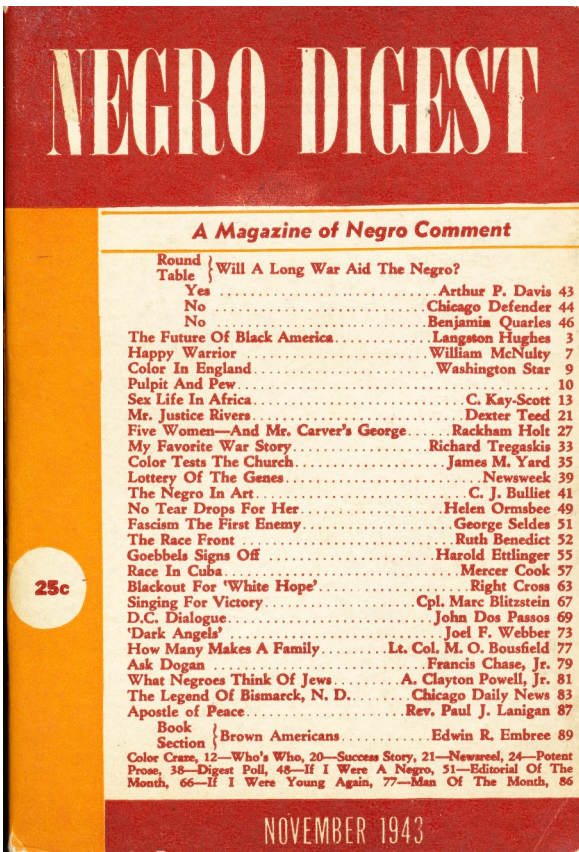 NEGRO DIGEST
A Magazine of Negro Comment
Round Table { Will A Long War Aid The Negro?
Yes ........ Arthur P. Davis 43
No ........ Chicago Defender 44
No ........ Benjamin Quarles 46
The Future Of Black America ........ Langston Hughes 3
Happy Warrior ........ William McNulty 7
Color In England ........ Washington Star 9
Pulpit And Pew ........ 10
Sex Life In Africa ........ C. Kay-Scott 13
Mr. Justice Rivers ........ Dexter Teed 21
Five Women—And Mr. Carver's George ........ Rackham Holt 27
My Favorite War Story ........ Richard Tregaskis 33
Color Tests The Church ........ James M. Yard 35
Lottery Of The Genes ........ Newsweek 39
The Negro In Art ........ C. J. Bulliet 41
No Tear Drops For Her ........ Helen Ormsbee 49
Fascism The First Enemy ........ George Seldes 51
The Race Front ........ Ruth Benedict 52
Goebbels Signs Off ........ Harold Ettlinger 55
Race In Cuba ........ Mercer Cook 57
Blackout For 'White Hope' ........ Right Cross 63
Singing For Victory ........ Cpl. Marc Blitzstein 67
D.C. Dialogue ........ John Dos Passos 69
'Dark Angels' ........ Joel F. Webber 73
How Many Makes A Family ........ Lt. Col. M. O. Bousfield 77
Ask Dogan ........ Francis Chase, Jr. 79
What Negroes Think Of Jews ........ A. Clayton Powell, Jr. 81
The Legend Of Bismarck, N. D. ........ Chicago Daily News 83
Apostle of Peace ........ Rev. Paul J. Lanigan 87
Book Section { Brown Americans ........ Edwin R. Embree 89
Color Craze, 12—Who's Who, 20—Success Story, 21—Newsreel, 24—Potent
Prose, 38—Digest Poll, 48—If I Were A Negro, 51—Editorial Of The
Month, 66—If I Were Young Again, 77—Man Of The Month, 86
25c
NOVEMBER 1943